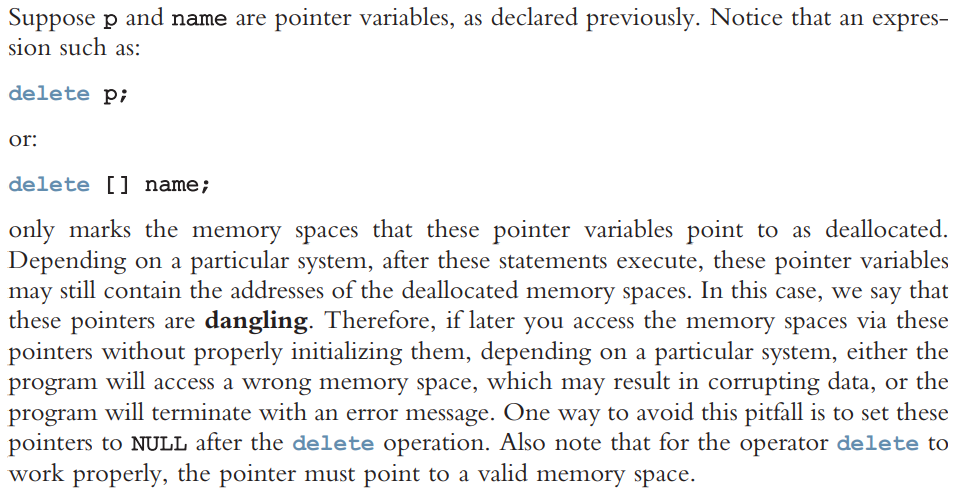 Suppose p and name are pointer variables, as declared previously. Notice that an expres-
sion such as:
delete p;
or:
delete [] name;
only marks the memory spaces that these pointer variables point to as deallocated.
Depending on a particular system, after these statements execute, these pointer variables
may still contain the addresses of the deallocated memory spaces. In this case, we say that
these pointers are dangling. Therefore, if later you access the memory spaces via these
pointers without properly initializing them, depending on a particular system, either the
program will access a wrong memory space, which may result in corrupting data, or the
program will terminate with an error message. One way to avoid this pitfall is to set these
pointers to NULL after the delete operation. Also note that for the operator delete to
work properly, the pointer must point to a valid memory space.